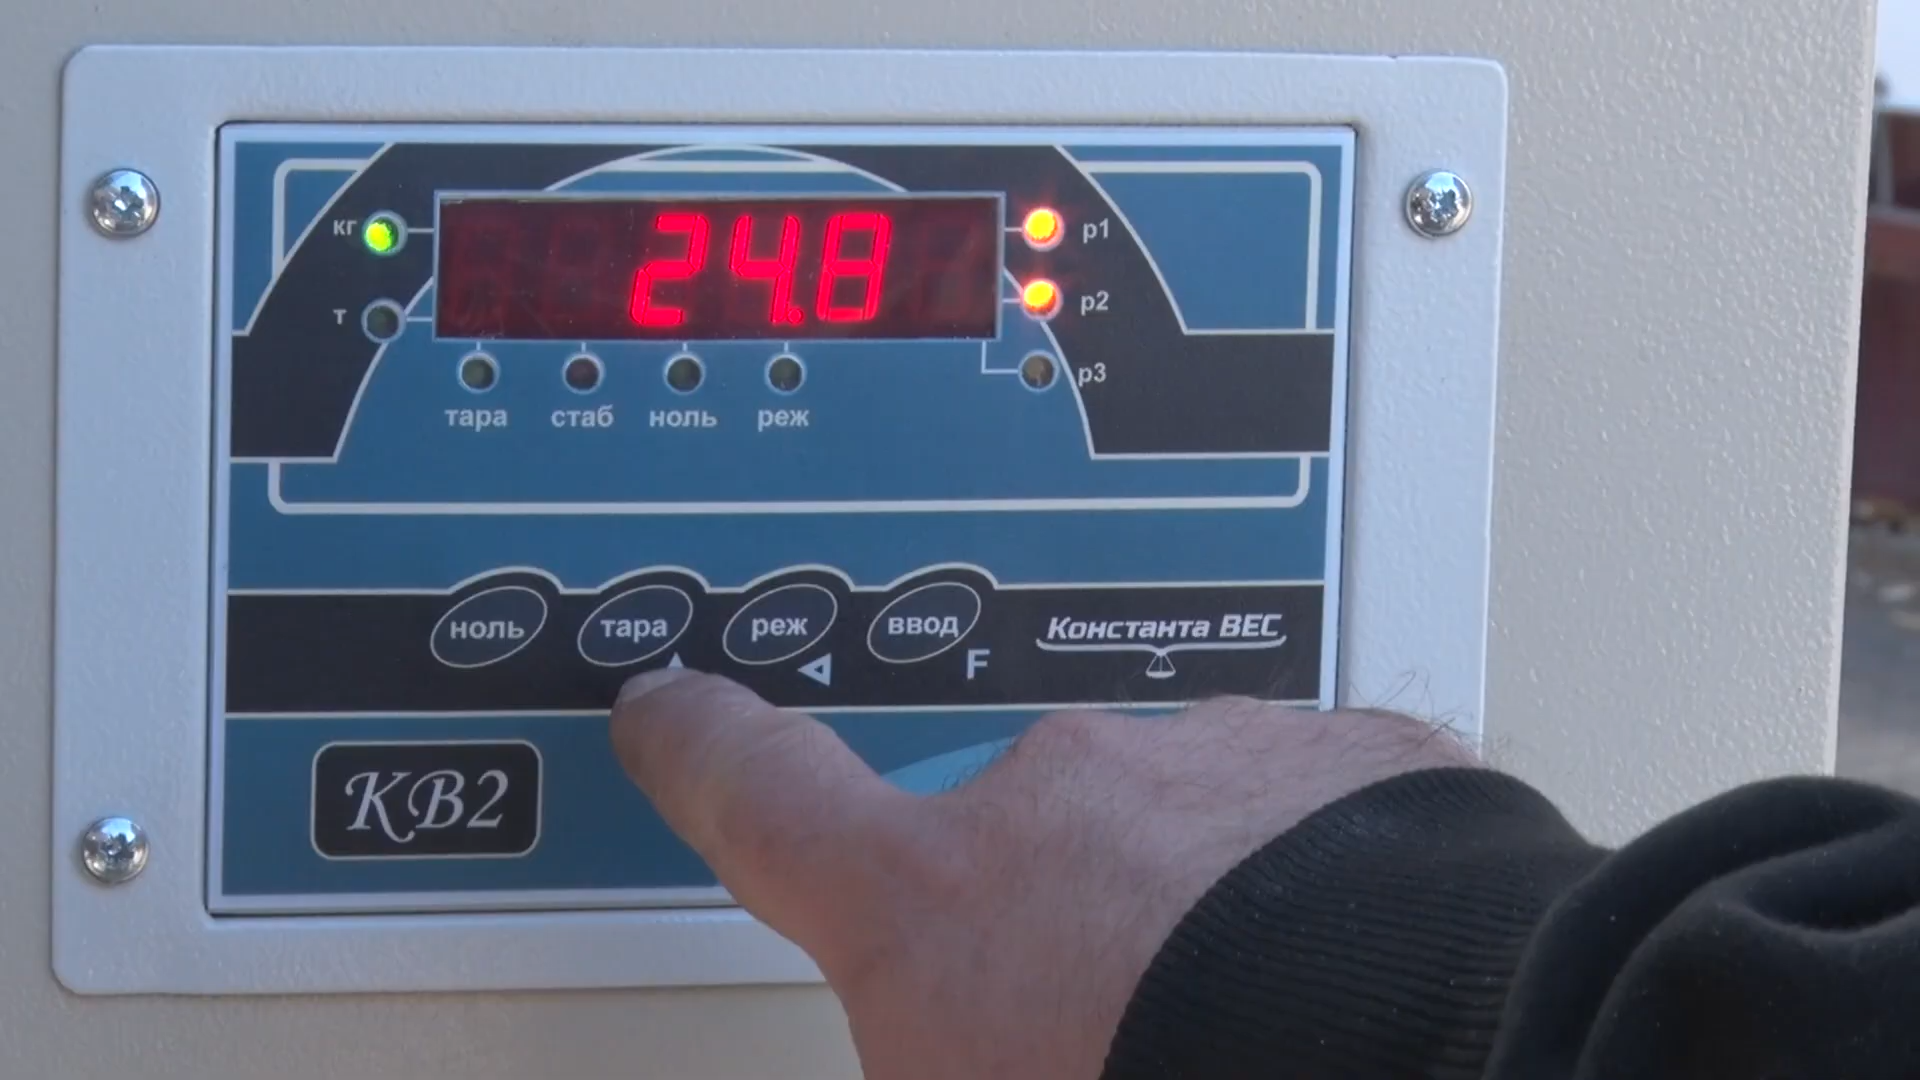 кг
24.8
р1
т
р2
р3
тара стаб ноль реж
ноль тара реж ввод
F
Константа ВЕС
КВ2